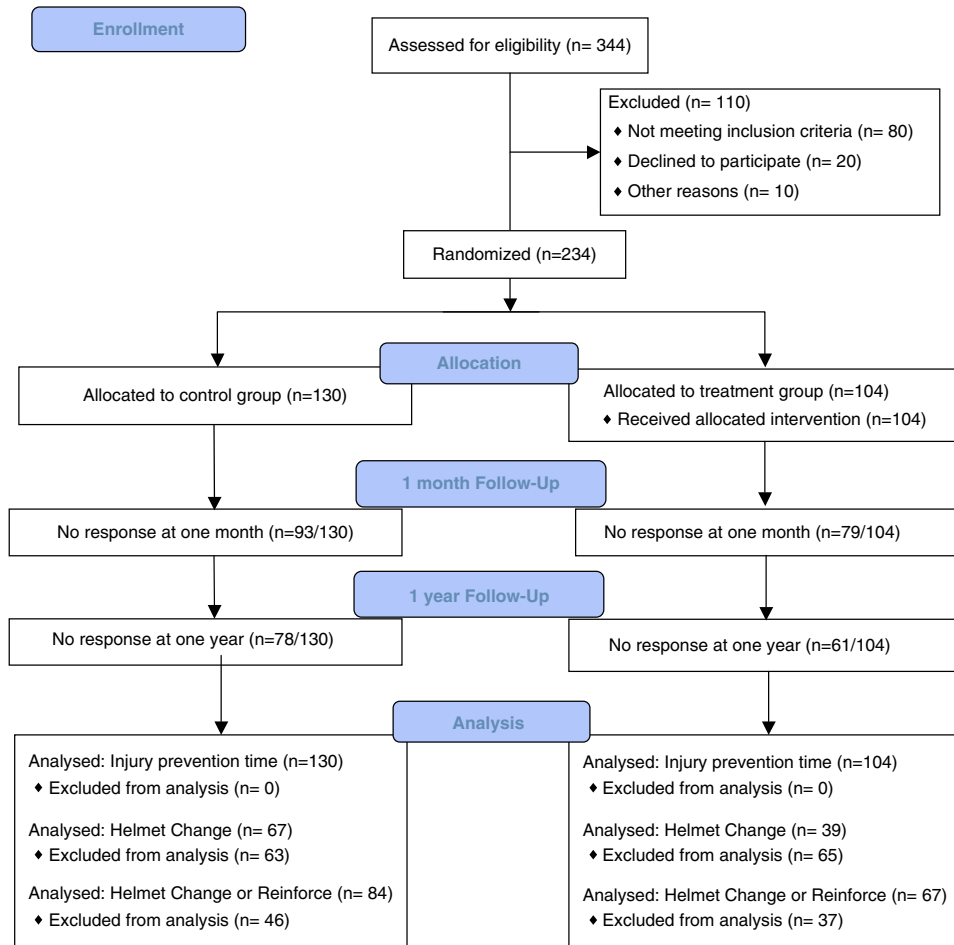 Enrollment
Assessed for eligibility (n= 344)
Excluded (n= 110)
♦ Not meeting inclusion criteria (n= 80)
♦ Declined to participate (n= 20)
♦ Other reasons (n= 10)
Randomized (n=234)
Allocation
Allocated to control group (n=130)
Allocated to treatment group (n=104)
♦ Received allocated intervention (n=104)
1 month Follow-Up
No response at one month (n=93/130)
No response at one month (n=79/104)
1 year Follow-Up
No response at one year (n=78/130)
No response at one year (n=61/104)
Analysis
Analysed: Injury prevention time (n=130)
♦ Excluded from analysis (n= 0)
Analysed: Helmet Change (n= 67)
♦ Excluded from analysis (n= 63)
Analysed: Helmet Change or Reinforce (n= 84)
♦ Excluded from analysis (n= 46)
Analysed: Injury prevention time (n=104)
♦ Excluded from analysis (n= 0)
Analysed: Helmet Change (n= 39)
♦ Excluded from analysis (n= 65)
Analysed: Helmet Change or Reinforce (n= 67)
♦ Excluded from analysis (n= 37)